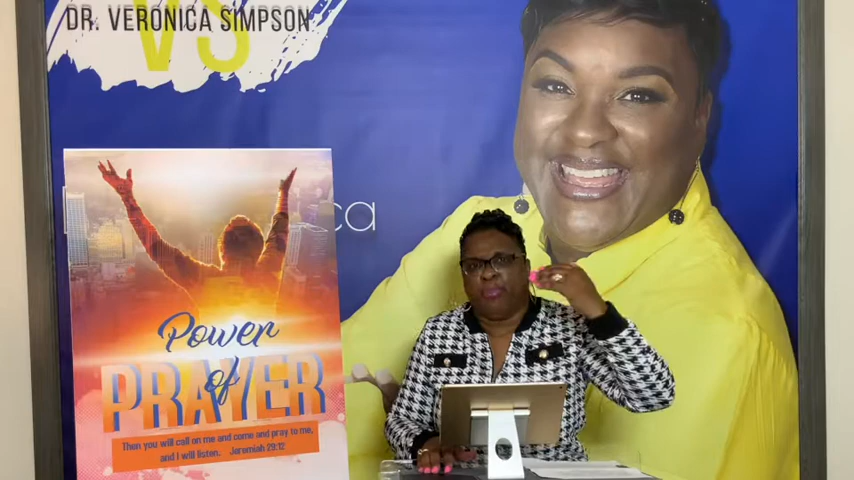 DR. VERONICA SIMPSON
VS
ca
Power
of
PRAYER
Then you will call on me and come and pray to me,
and I will listen. Jeremiah 29:12